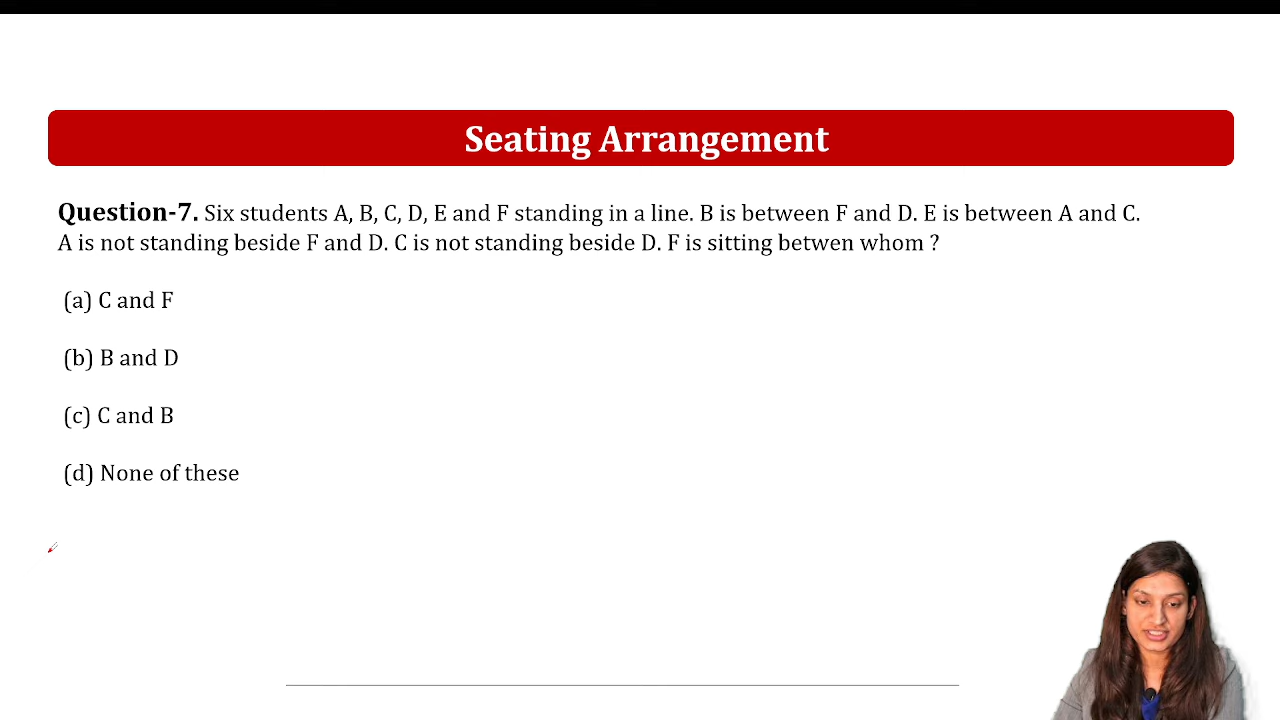 Seating Arrangement
Question-7. Six students A, B, C, D, E and F standing in a line. B is between F and D. E is between A and C.
A is not standing beside F and D. C is not standing beside D. F is sitting betwen whom ?
(a) C and F
(b) B and D
(c) C and B
(d) None of these